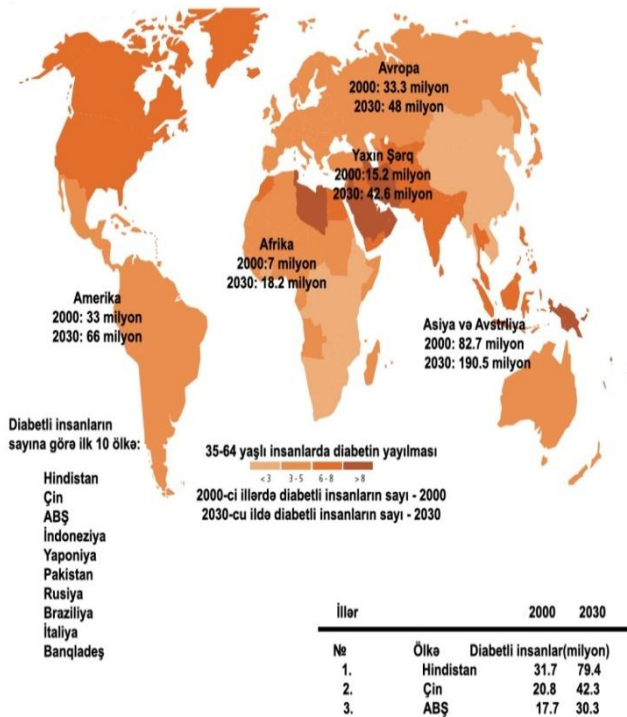 Avropa
2000: 33.3 milyon
2030: 48 milyon
Yaxın Şərq
2000:15.2 milyon
2030: 42.6 milyon
Afrika
2000:7 milyon
2030: 18.2 milyon
Amerika
2000: 33 milyon
2030: 66 milyon
Asiya və Avstrliya
2000: 82.7 milyon
2030: 190.5 milyon
Diabetli insanların
sayına görə ilk 10 ölkə:
Hindistan
Çin
ABŞ
İndoneziya
Yaponiya
Pakistan
Rusiya
Braziliya
İtaliya
Banqladeş
35-64 yaşlı insanlarda diabetin yayılması
< 3 3 - 5 6 - 8 > 8
2000-ci illərdə diabetli insanların sayı - 2000
2030-cu ildə diabetli insanların sayı - 2030
İllər 2000 2030
№ Ölkə Diabetli insanlar(milyon)
1. Hindistan 31.7 79.4
2. Çin 20.8 42.3
3. ABŞ 17.7 30.3